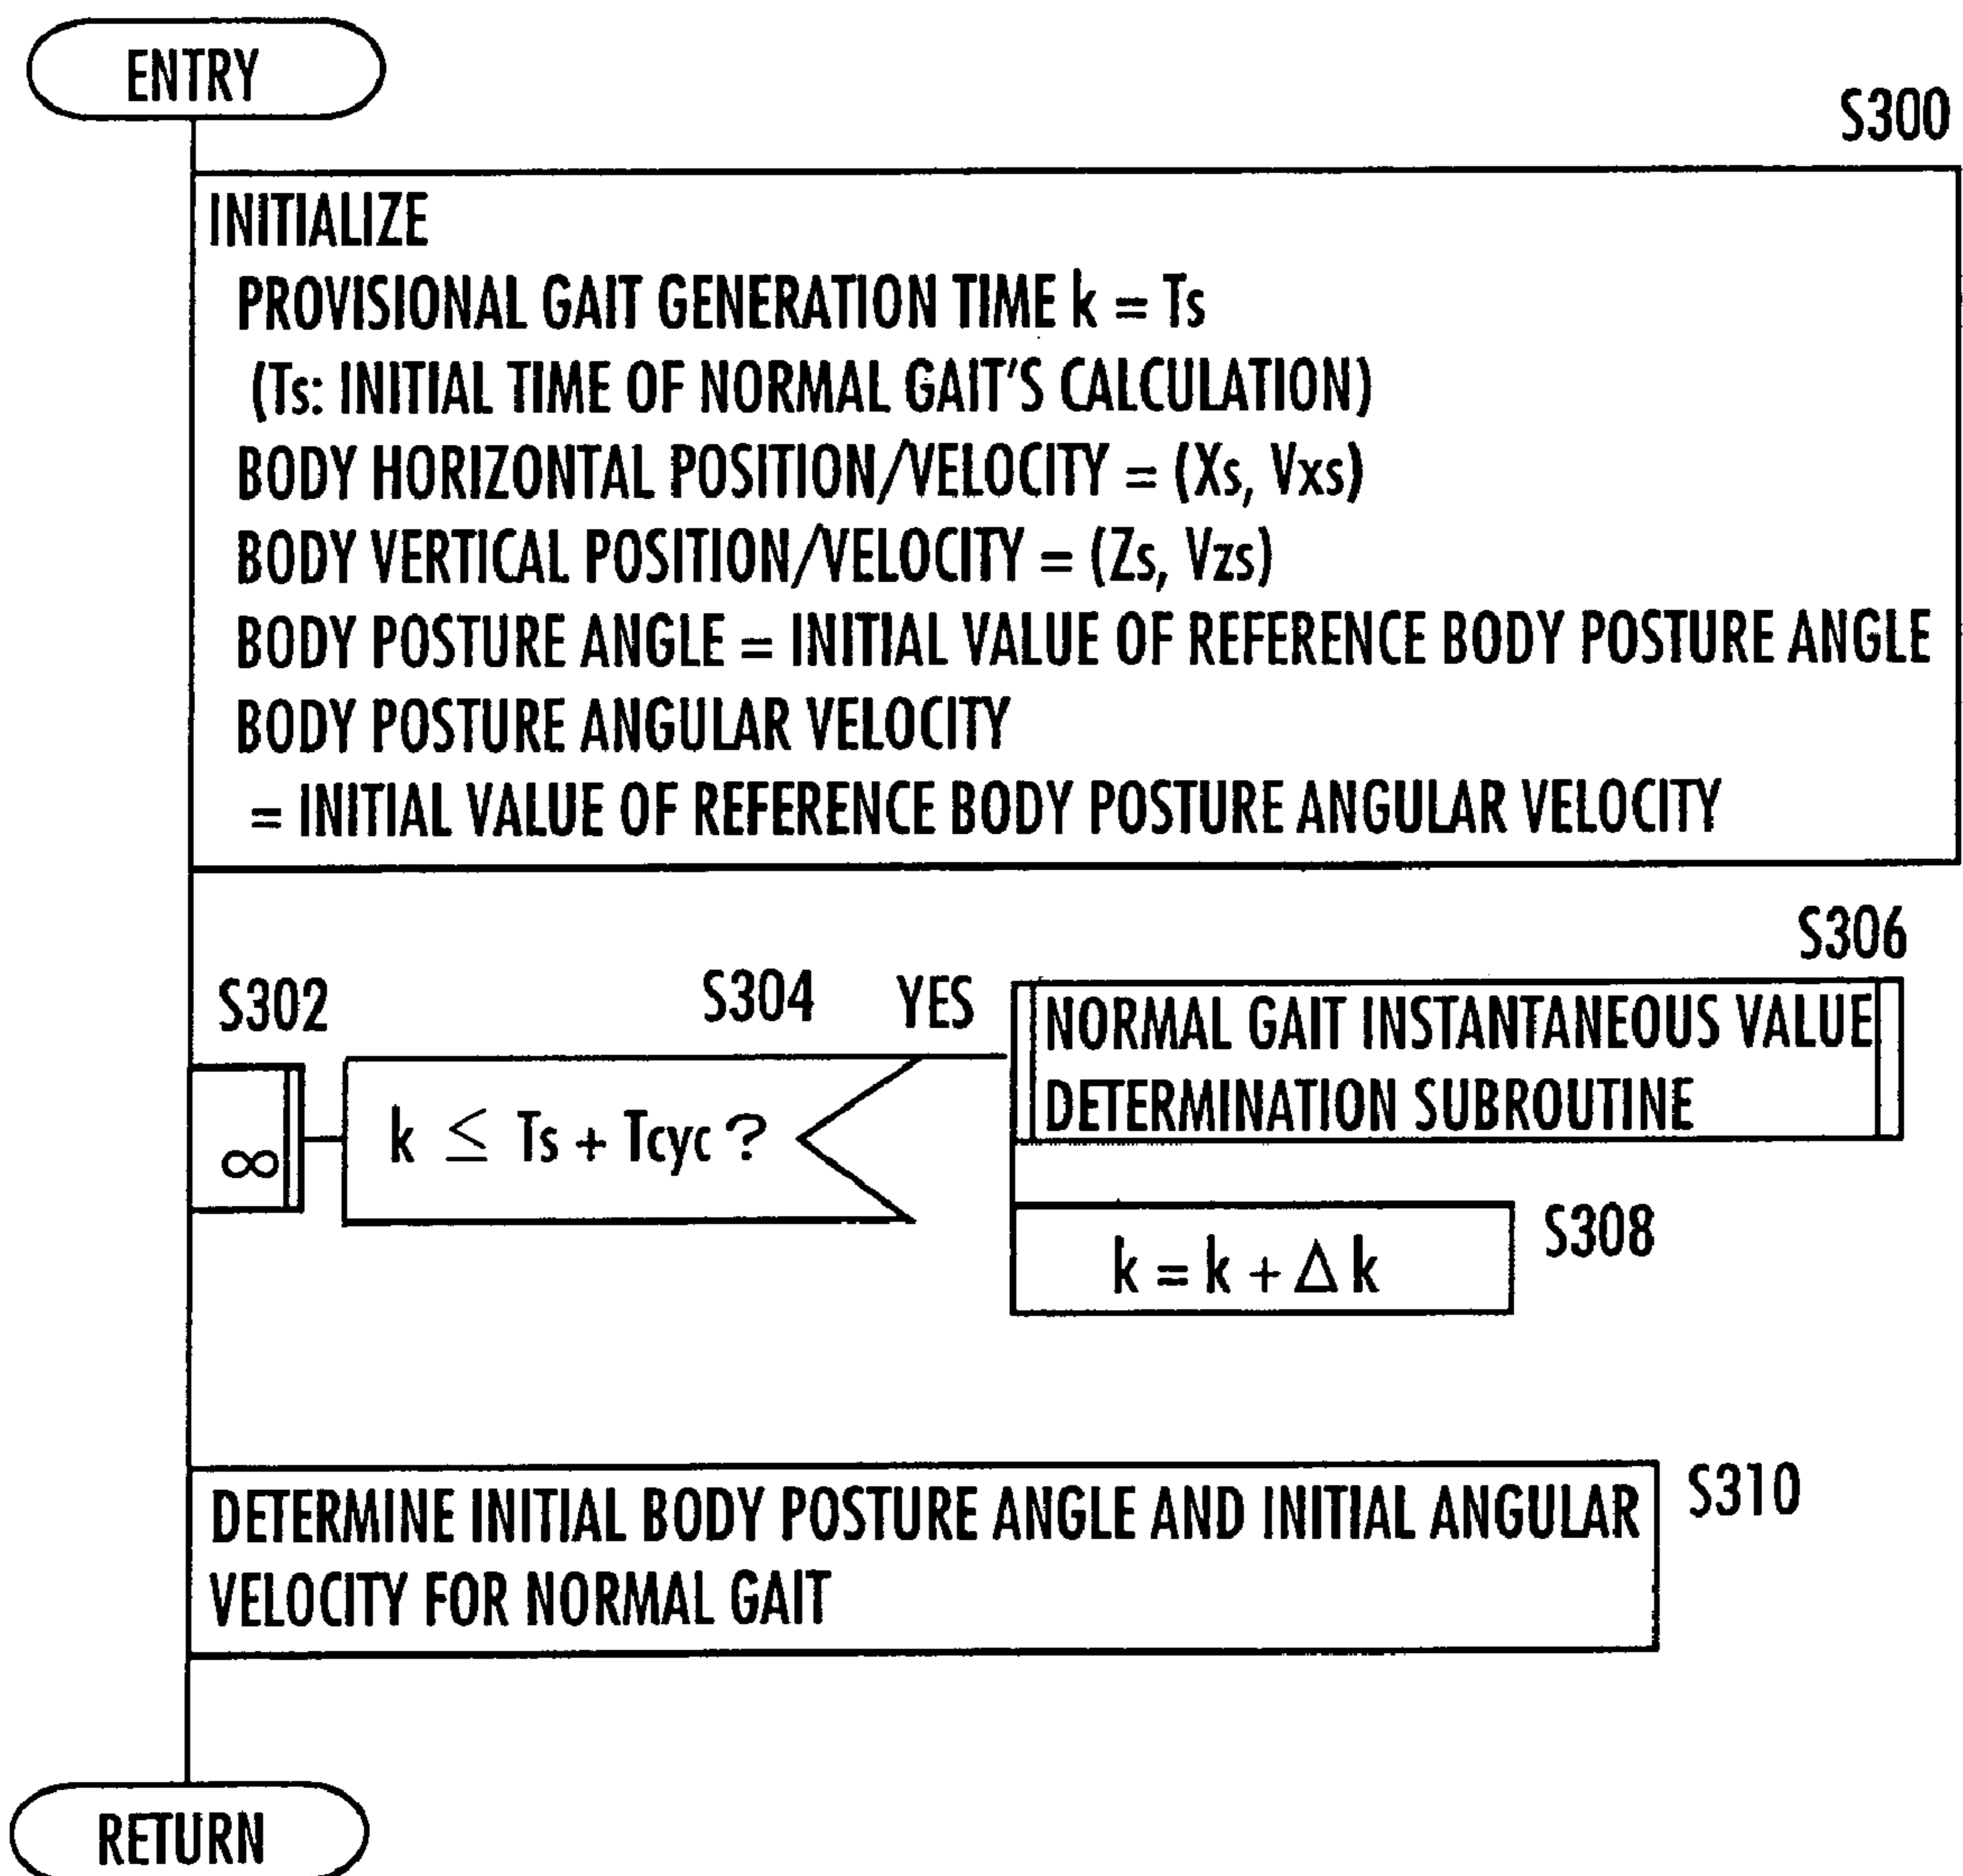 ENTRY
S300
INITIALIZE
PROVISIONAL GAIT GENERATION TIME k = Ts
(Ts: INITIAL TIME OF NORMAL GAIT'S CALCULATION)
BODY HORIZONTAL POSITION/VELOCITY = (Xs, Vxs)
BODY VERTICAL POSITION/VELOCITY = (Zs, Vzs)
BODY POSTURE ANGLE = INITIAL VALUE OF REFERENCE BODY POSTURE ANGLE
BODY POSTURE ANGULAR VELOCITY
= INITIAL VALUE OF REFERENCE BODY POSTURE ANGULAR VELOCITY
S302
∞
S304
k ≤ Ts + Tcyc ?
YES
S306
NORMAL GAIT INSTANTANEOUS VALUE
DETERMINATION SUBROUTINE
k = k + Δ k
S308
DETERMINE INITIAL BODY POSTURE ANGLE AND INITIAL ANGULAR
VELOCITY FOR NORMAL GAIT
S310
RETURN